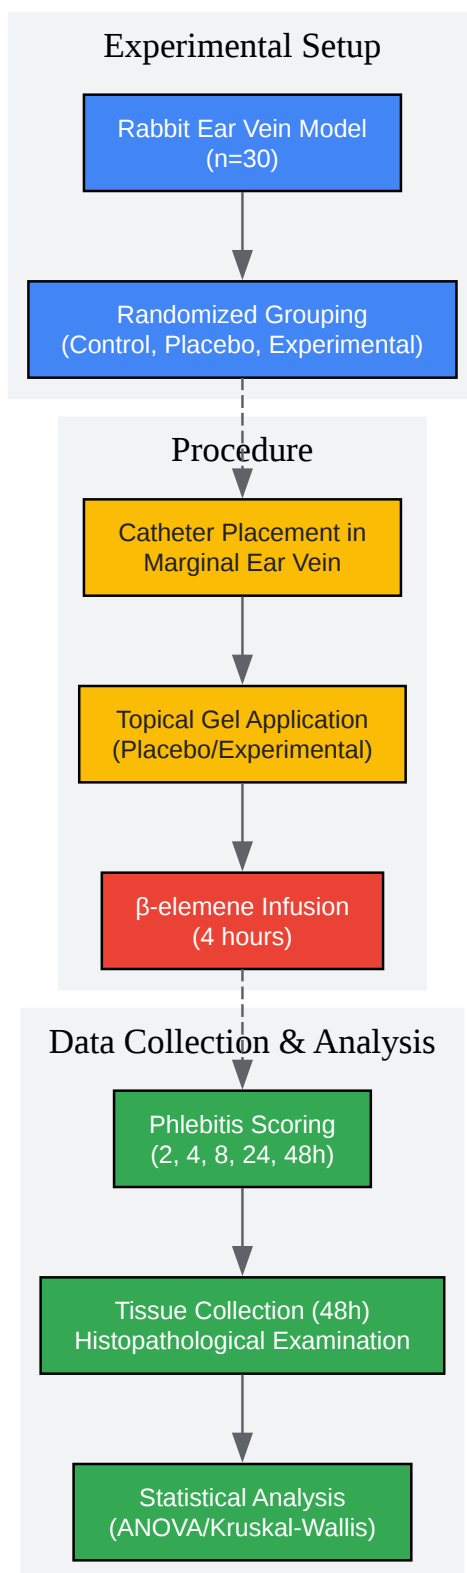 Experimental Setup
Rabbit Ear Vein Model
(n=30)
Randomized Grouping
(Control, Placebo, Experimental)
Procedure
Catheter Placement in
Marginal Ear Vein
Topical Gel Application
(Placebo/Experimental)
β-elemene Infusion
(4 hours)
Data Collection & Analysis
Phlebitis Scoring
(2, 4, 8, 24, 48h)
Tissue Collection (48h)
Histopathological Examination
Statistical Analysis
(ANOVA/Kruskal-Wallis)